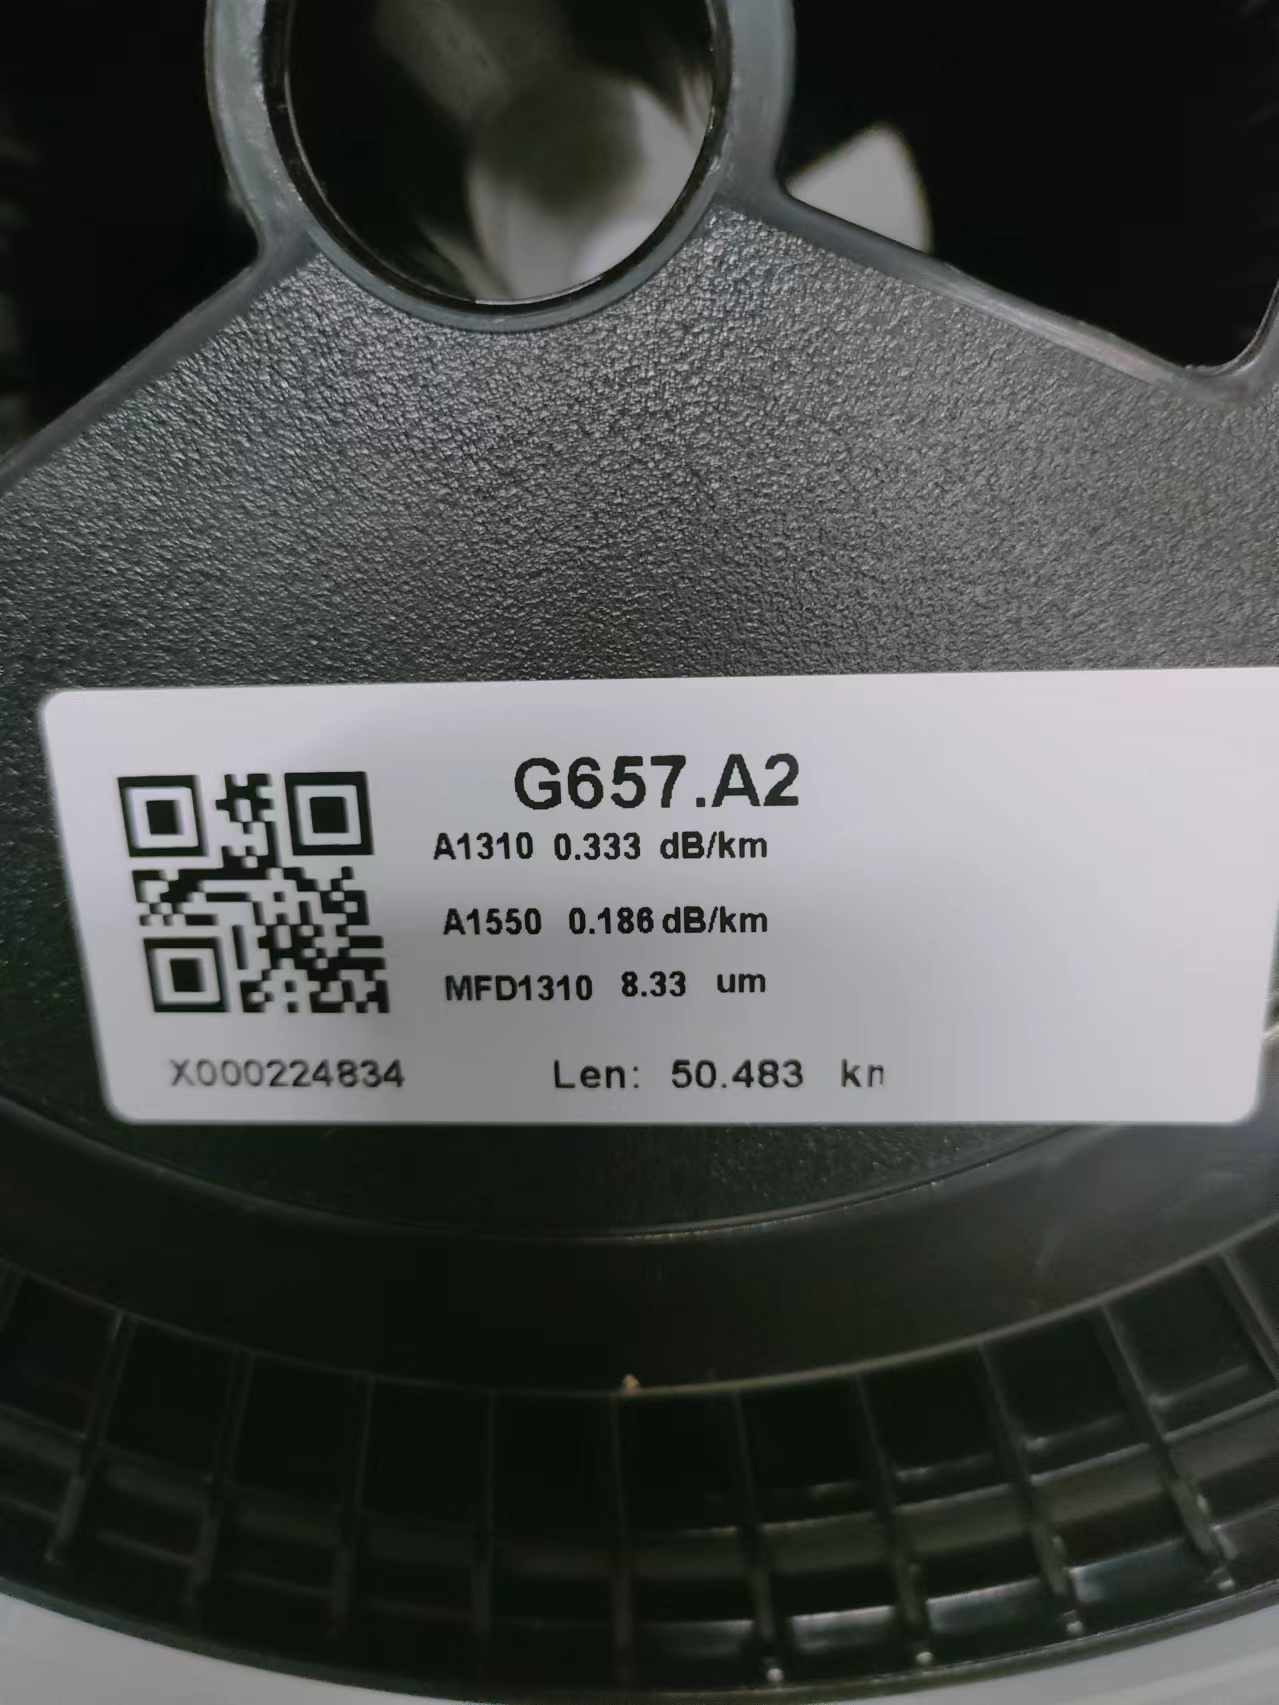 G657.A2
A1310 0.333 dB/km
A1550 0.186 dB/km
MFD1310 8.33 um
X000224834 Len: 50.483 km